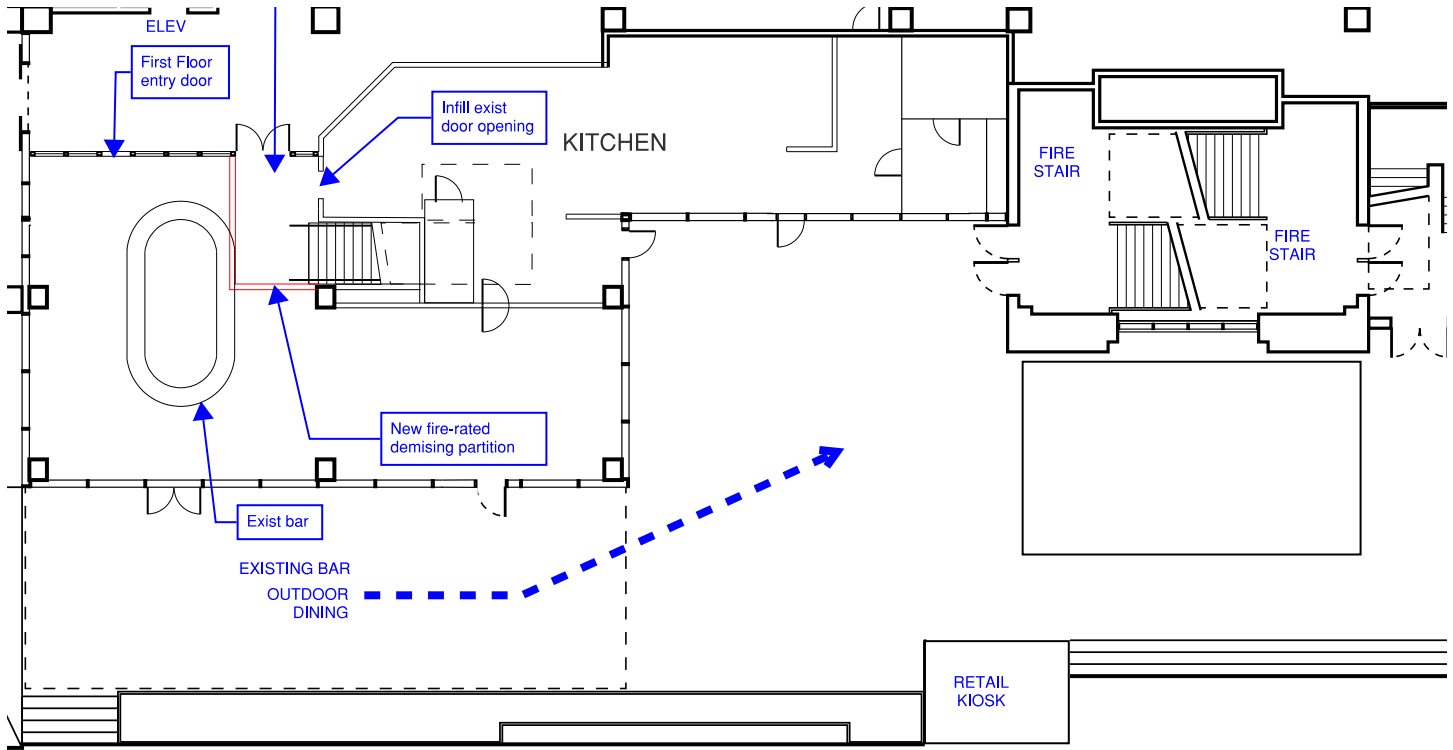 ELEV
First Floor
entry door
Infill exist
door opening
KITCHEN
FIRE
STAIR
FIRE
STAIR
New fire-rated
demising partition
Exist bar
EXISTING BAR
OUTDOOR
DINING
RETAIL
KIOSK